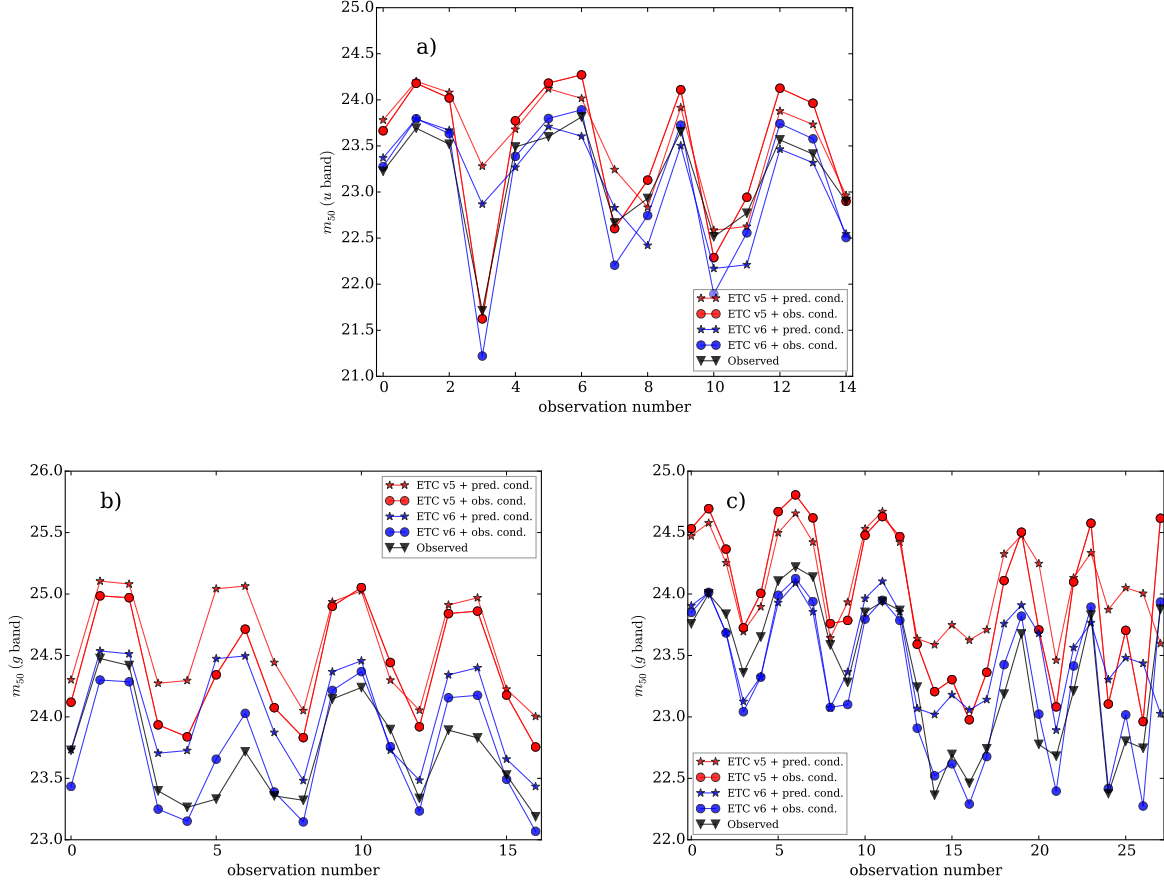 a)
25.0
24.5
24.0
23.5
23.0
22.5
22.0
21.5
21.0
m50 (u band)
0 2 4 6 8 10 12 14
observation number
ETC v5 + pred. cond.
ETC v5 + obs. cond.
ETC v6 + pred. cond.
ETC v6 + obs. cond.
Observed
b)
26.0
25.5
25.0
24.5
24.0
23.5
23.0
m50 (g band)
0 5 10 15
observation number
ETC v5 + pred. cond.
ETC v5 + obs. cond.
ETC v6 + pred. cond.
ETC v6 + obs. cond.
Observed
c)
25.0
24.5
24.0
23.5
23.0
22.5
22.0
m50 (g band)
0 5 10 15 20 25
observation number
ETC v5 + pred. cond.
ETC v5 + obs. cond.
ETC v6 + pred. cond.
ETC v6 + obs. cond.
Observed